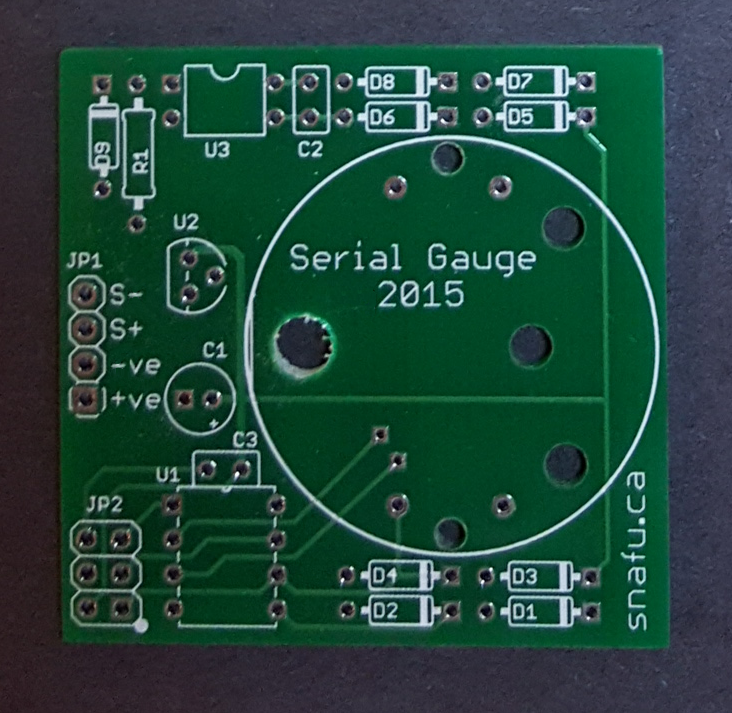 D8
D7
D6
D5
D9
R1
U3
C2
U2
Serial Gauge
2015
JP1
S-
S+
-ve
+ve
C1
+
C3
U1
JP2
D4
D3
D2
D1
snafu.ca